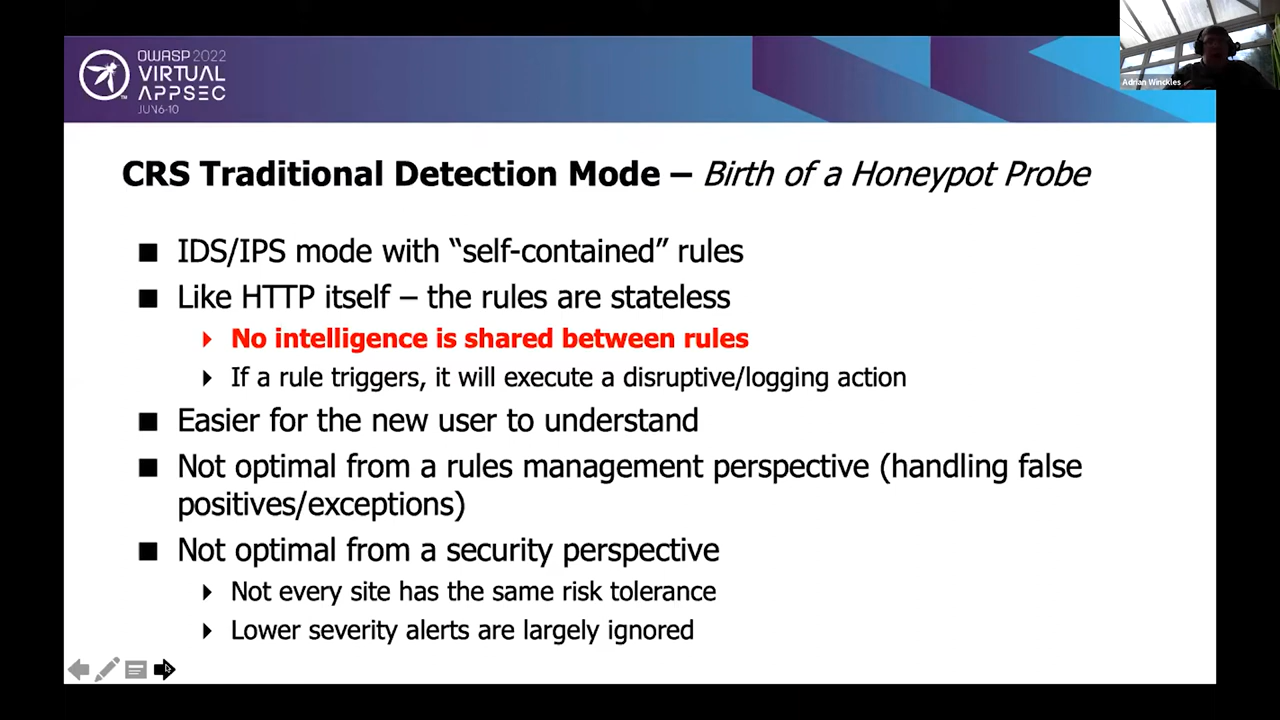 OWASP 2022
VIRTUAL
APPSEC
JUN 6-10
Adrian Winckles
CRS Traditional Detection Mode – Birth of a Honeypot Probe
IDS/IPS mode with “self-contained” rules
Like HTTP itself – the rules are stateless
No intelligence is shared between rules
If a rule triggers, it will execute a disruptive/logging action
Easier for the new user to understand
Not optimal from a rules management perspective (handling false
positives/exceptions)
Not optimal from a security perspective
Not every site has the same risk tolerance
Lower severity alerts are largely ignored